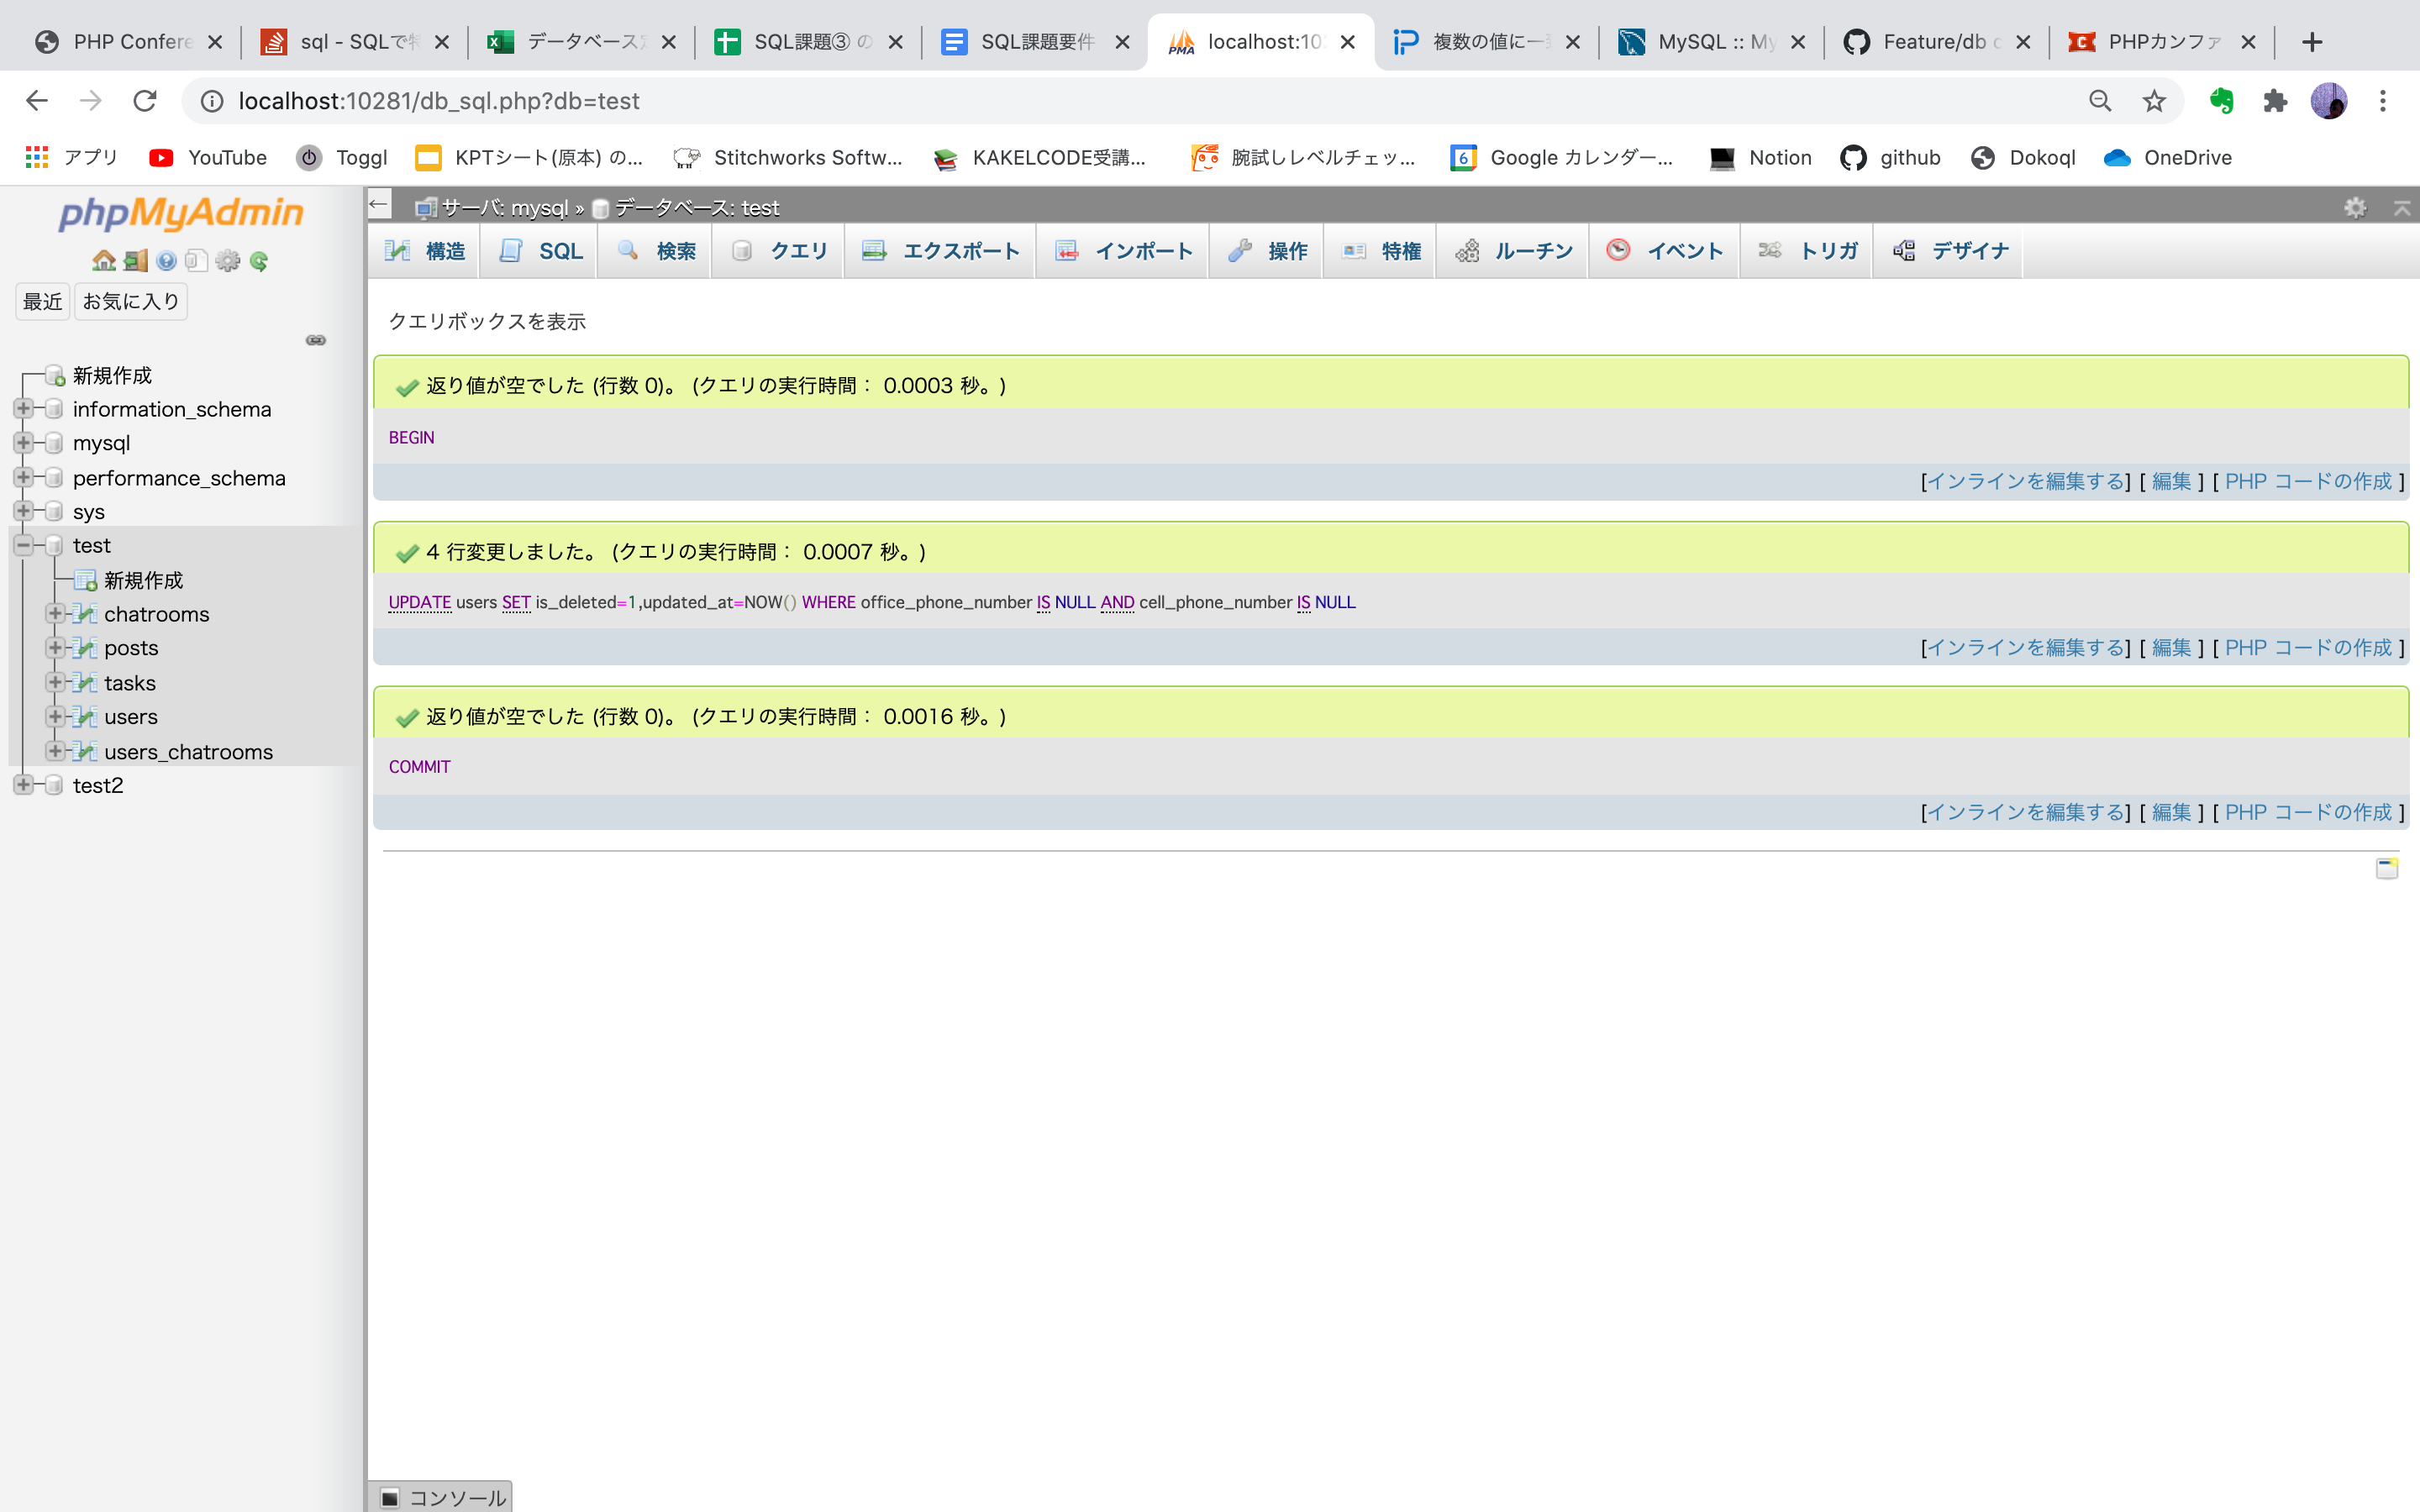 PHP Confere
sql - SQLで特
データベース定
SQL課題③ の
SQL課題要件
PMA
localhost:10
複数の値に一致
MySQL :: My
Feature/db c
PHPカンファ
localhost:10281/db_sql.php?db=test
アプリ
YouTube
Toggl
KPTシート(原本) の...
Stitchworks Softw...
KAKELCODE受講...
腕試しレベルチェッ...
6
Google カレンダー...
Notion
github
Dokoql
OneDrive
phpMyAdmin
最近
お気に入り
新規作成
information_schema
mysql
performance_schema
sys
test
新規作成
chatrooms
posts
tasks
users
users_chatrooms
test2
サーバ: mysql » データベース: test
構造
SQL
検索
クエリ
エクスポート
インポート
操作
特権
ルーチン
イベント
トリガ
デザイナ
クエリボックスを表示
返り値が空でした (行数 0)。 (クエリの実行時間： 0.0003 秒。)
BEGIN
[インラインを編集する] [ 編集 ] [ PHP コードの作成 ]
4 行変更しました。 (クエリの実行時間： 0.0007 秒。)
UPDATE users SET is_deleted=1,updated_at=NOW() WHERE office_phone_number IS NULL AND cell_phone_number IS NULL
[インラインを編集する] [ 編集 ] [ PHP コードの作成 ]
返り値が空でした (行数 0)。 (クエリの実行時間： 0.0016 秒。)
COMMIT
[インラインを編集する] [ 編集 ] [ PHP コードの作成 ]
コンソール